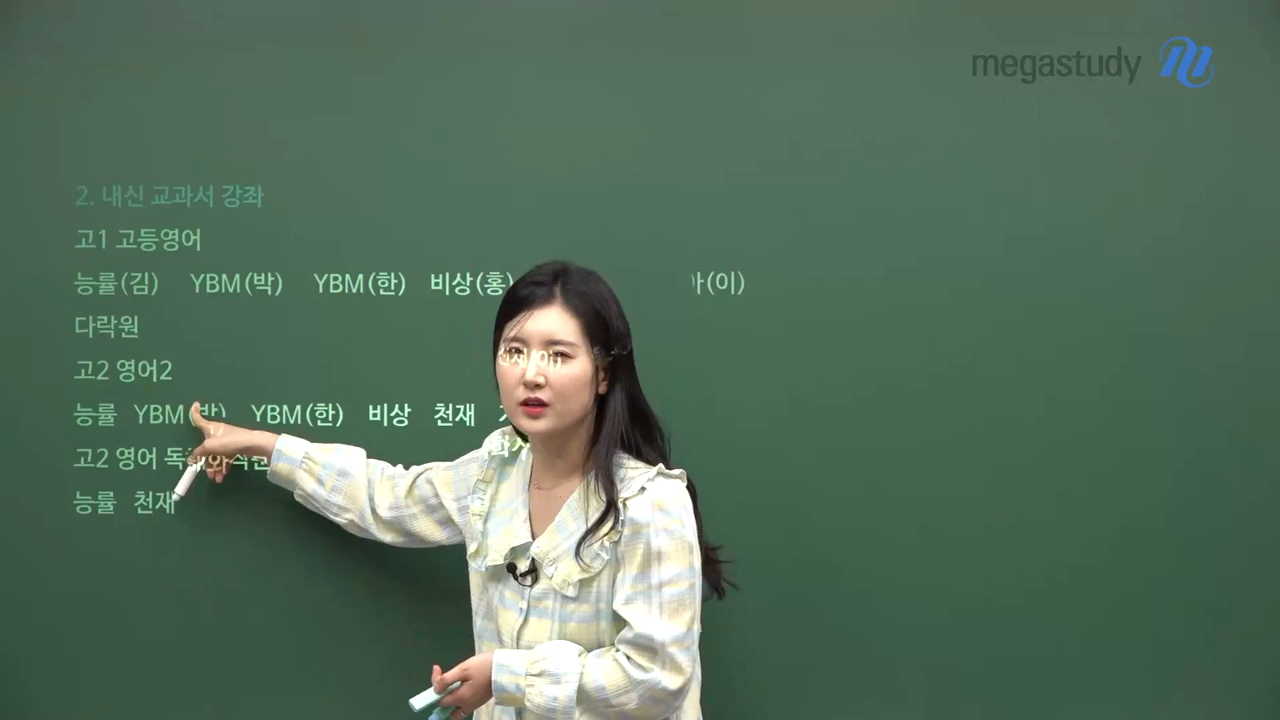 megastudy
2. 내신 교과서 강좌
고1 고등영어
능률(김) YBM(박) YBM(한) 비상(홍) (이)
다락원
고2 영어2
능률 YBM(박) YBM(한) 비상 천재
고2 영어
능률 천재